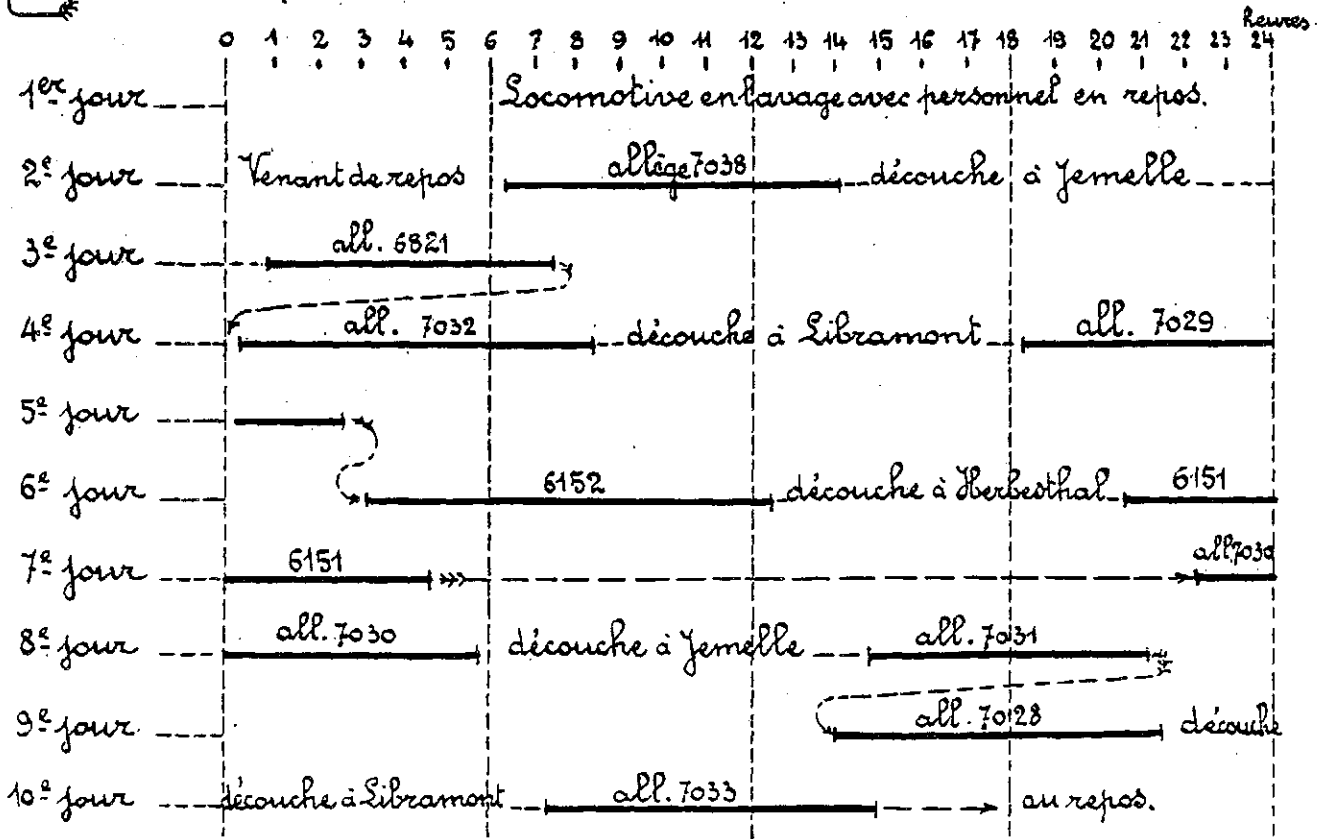 heures.
0 1 2 3 4 5 6 7 8 9 10 11 12 13 14 15 16 17 18 19 20 21 22 23 24
1er jour Locomotive en lavage avec personnel en repos.
2e jour Venant de repos allège 7038 découche à Jemelle
3e jour all. 6821
4e jour all. 7032 découche à Libramont all. 7029
5e jour
6e jour 6152 découche à Herbesthal 6151
7e jour 6151 all. 7030
8e jour all. 7030 découche à Jemelle all. 7031
9e jour all. 7028 découche
10e jour découche à Libramont all. 7033 au repos.